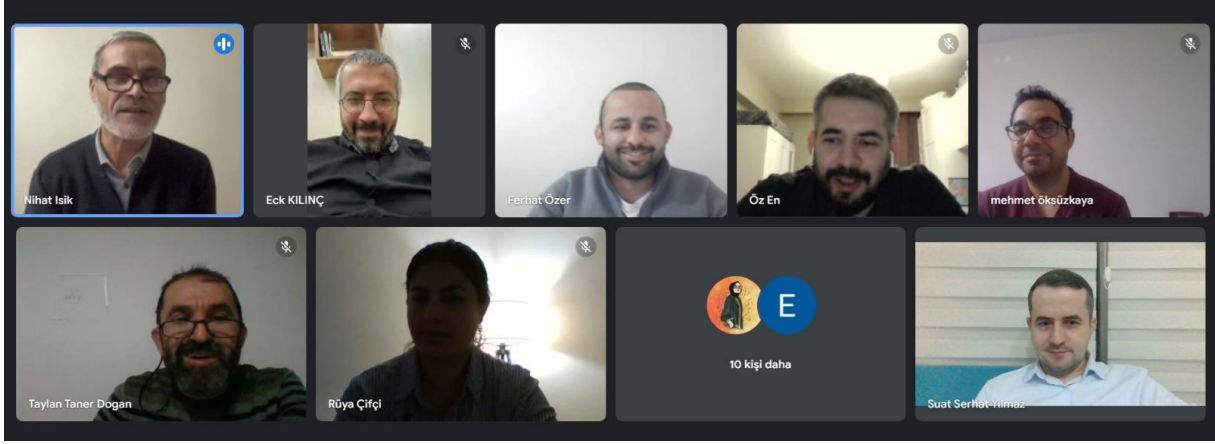 Nihat Isik
Eck KILINÇ
Ferhat Özer
Öz En
mehmet öksüzkaya
Taylan Taner Dogan
Rüya Çifçi
E
10 kişi daha
Suat Serhat Yılmaz